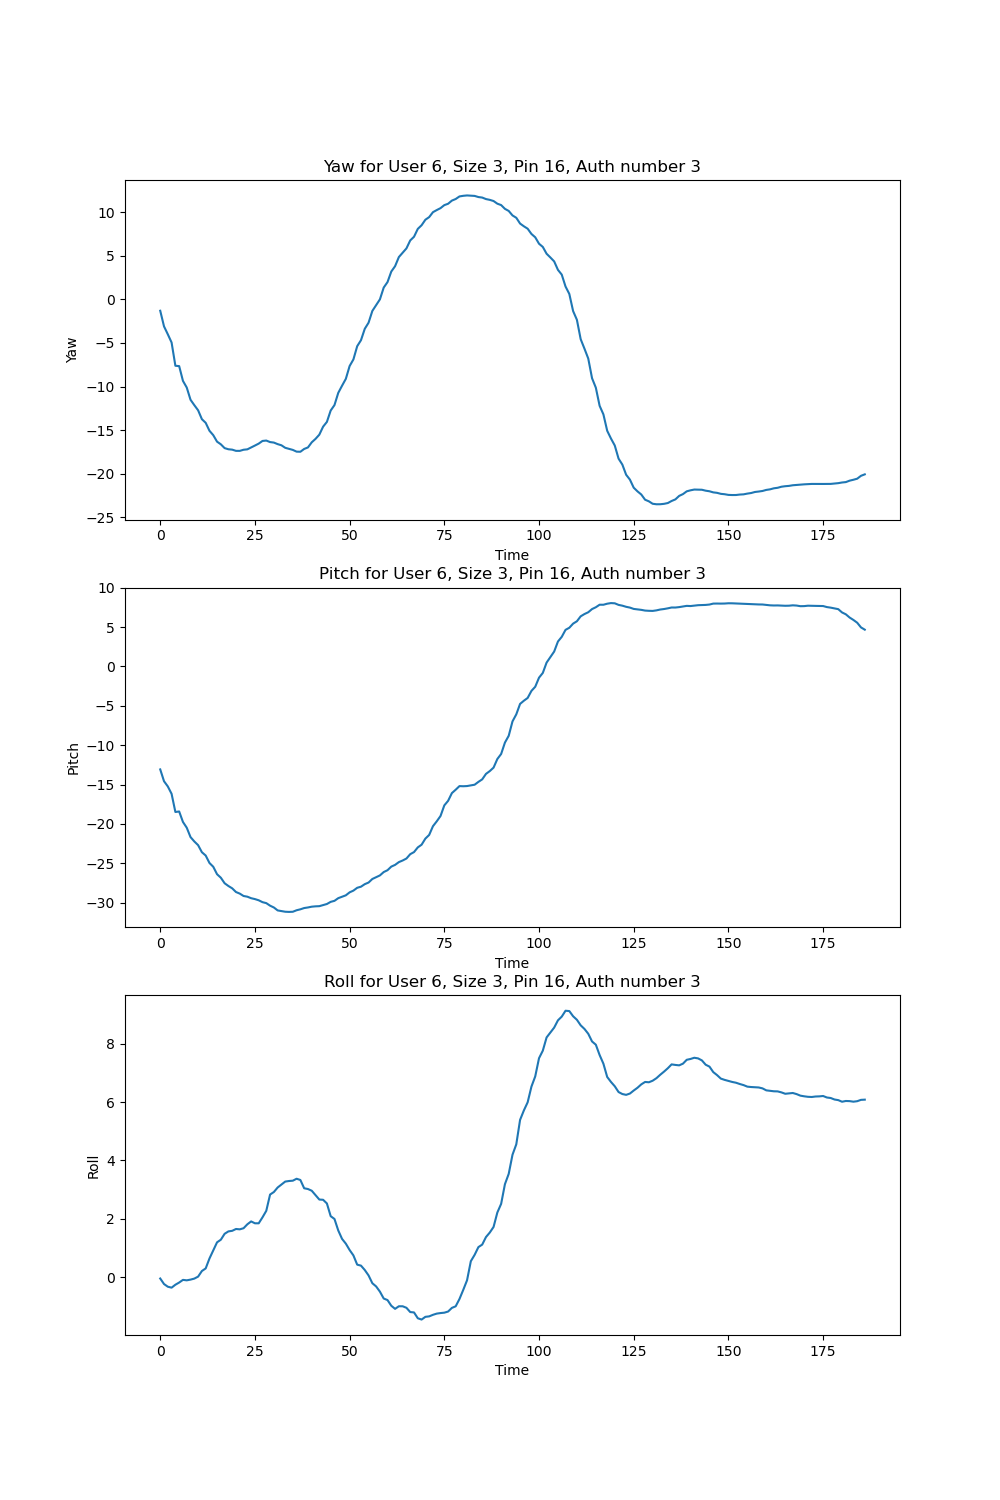 Yaw for User 6, Size 3, Pin 16, Auth number 3
10
5
0
−5
−10
−15
−20
−25
Yaw
0 25 50 75 100 125 150 175
Time
Pitch for User 6, Size 3, Pin 16, Auth number 3
10
5
0
−5
−10
−15
−20
−25
−30
Pitch
0 25 50 75 100 125 150 175
Time
Roll for User 6, Size 3, Pin 16, Auth number 3
8
6
4
2
0
Roll
0 25 50 75 100 125 150 175
Time